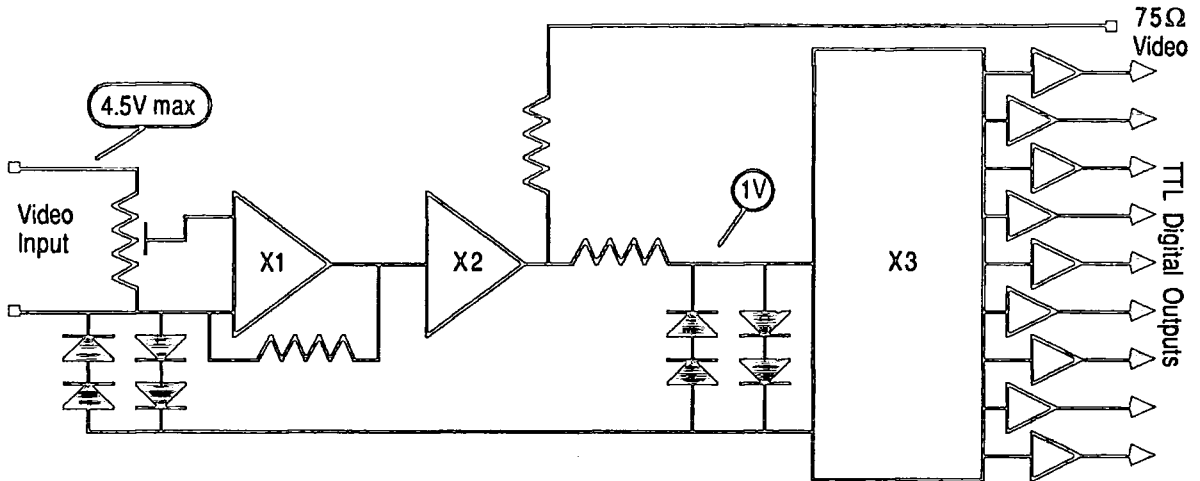 75Ω
Video
4.5V max
Video
Input
X1
X2
1V
X3
TTL Digital Outputs